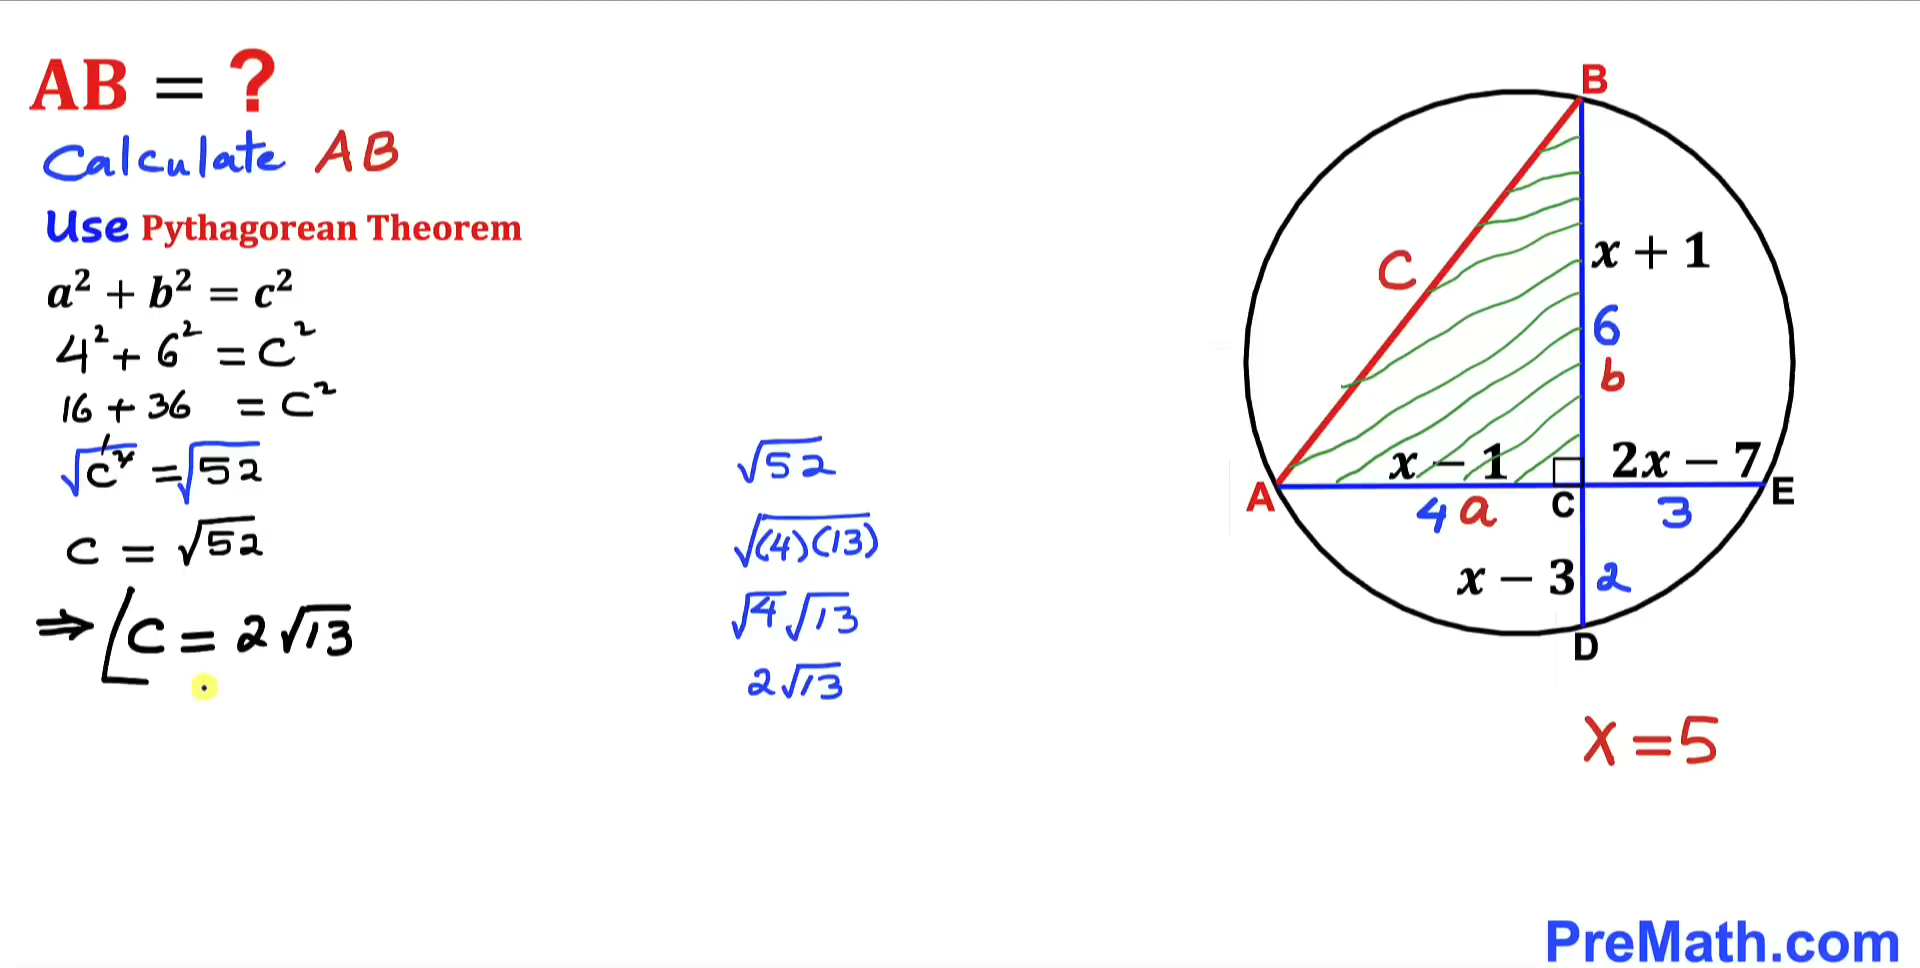 AB = ?
Calculate AB
Use Pythagorean Theorem
a² + b² = c²
4² + 6² = c²
16 + 36 = c²
√c² = √52
c = √52
⇒ c = 2√13
√52
√(4)(13)
√4 √13
2√13
B
C
x + 1
6
b
x − 1
2x − 7
A
4 a
C
3
E
x − 3
2
D
x = 5
PreMath.com